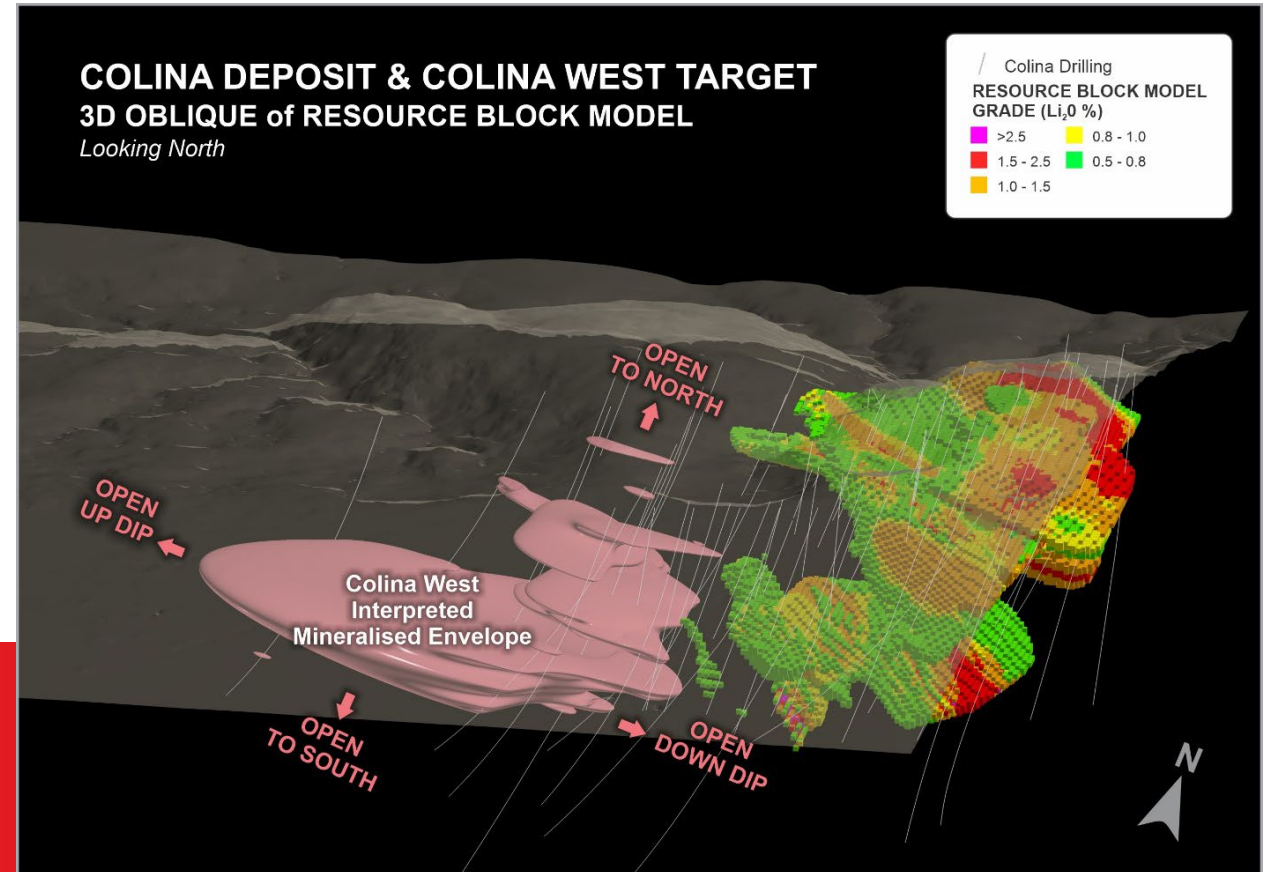 COLINA DEPOSIT & COLINA WEST TARGET
3D OBLIQUE of RESOURCE BLOCK MODEL
Looking North
Colina Drilling
RESOURCE BLOCK MODEL
GRADE (Li₂0 %)
>2.5
0.8 - 1.0
1.5 - 2.5
0.5 - 0.8
1.0 - 1.5
OPEN
TO NORTH
OPEN
UP DIP
Colina West
Interpreted
Mineralised Envelope
OPEN
TO SOUTH
OPEN
DOWN DIP
N